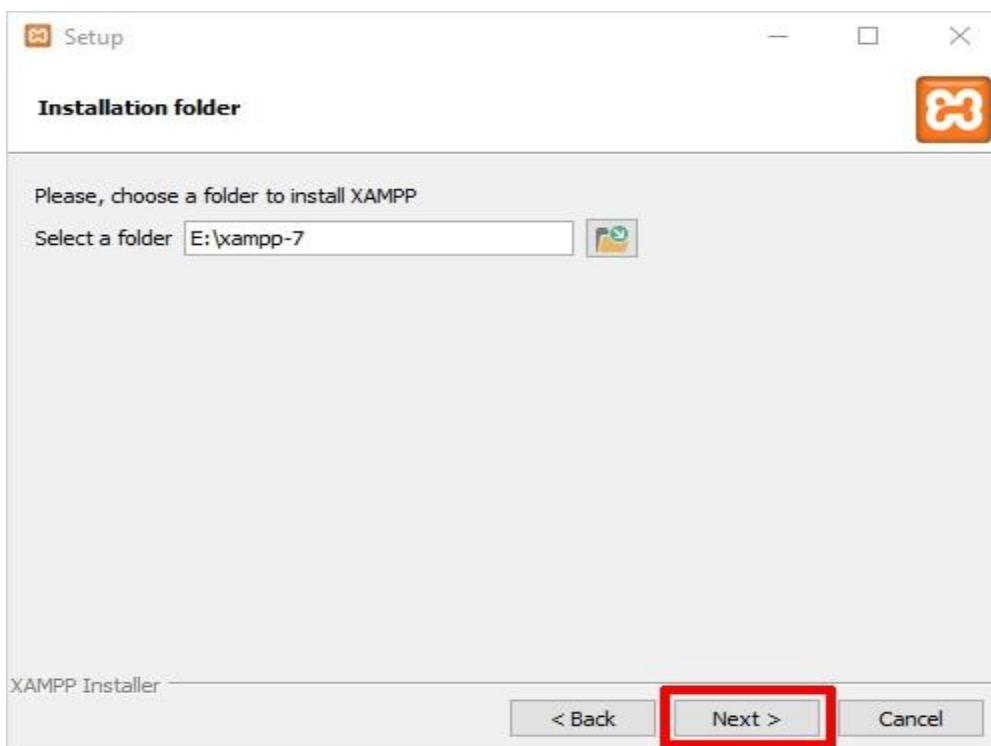 Setup
Installation folder
Please, choose a folder to install XAMPP
Select a folder E:\xampp-7
XAMPP Installer
< Back Next > Cancel